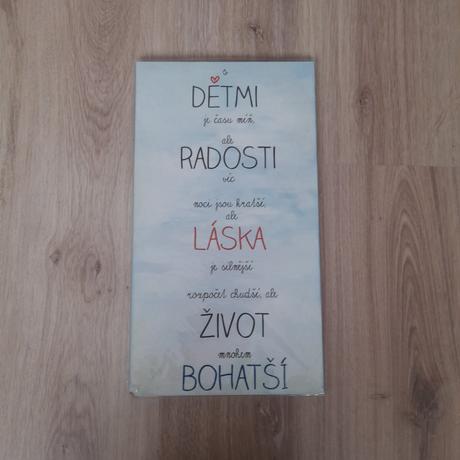 s
DĚTMI
je času míň,
ale
RADOSTI
víc
noci jsou kratší,
ale
LÁSKA
je silnější
rozpočet chudší, ale
ŽIVOT
mnohem
BOHATŠÍ